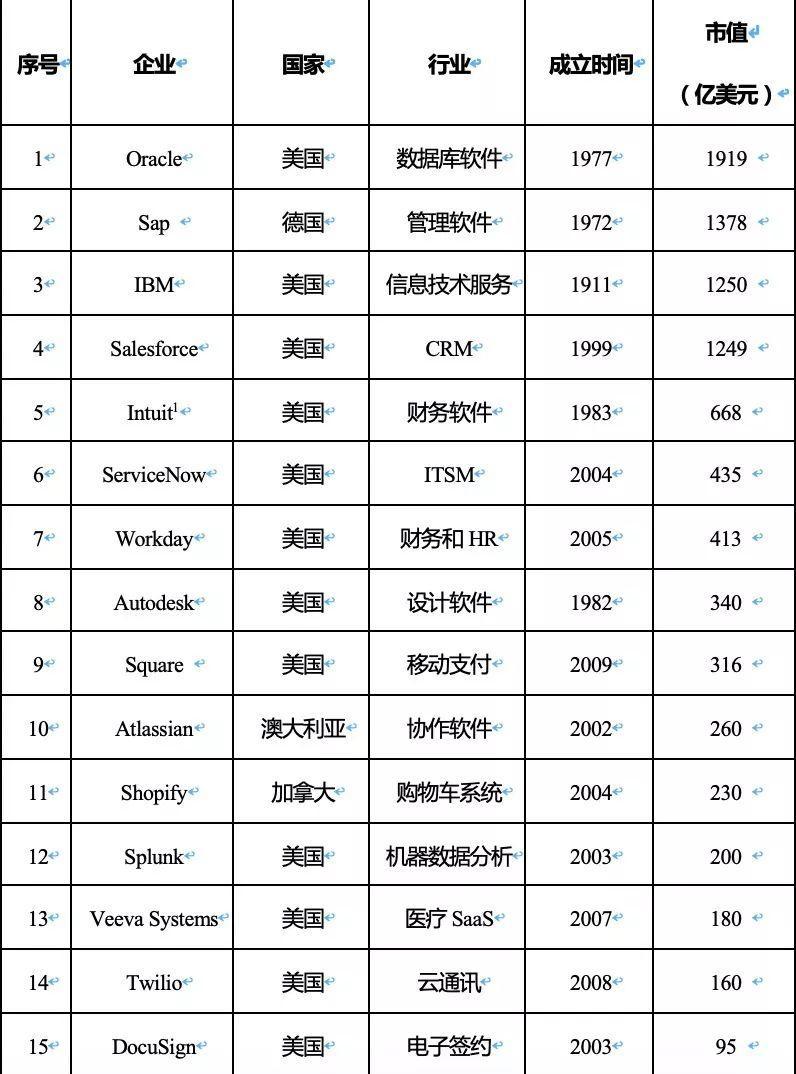 序号 企业 国家 行业 成立时间 市值
（亿美元）
1 Oracle 美国 数据库软件 1977 1919
2 Sap 德国 管理软件 1972 1378
3 IBM 美国 信息技术服务 1911 1250
4 Salesforce 美国 CRM 1999 1249
5 Intuit1 美国 财务软件 1983 668
6 ServiceNow 美国 ITSM 2004 435
7 Workday 美国 财务和 HR 2005 413
8 Autodesk 美国 设计软件 1982 340
9 Square 美国 移动支付 2009 316
10 Atlassian 澳大利亚 协作软件 2002 260
11 Shopify 加拿大 购物车系统 2004 230
12 Splunk 美国 机器数据分析 2003 200
13 Veeva Systems 美国 医疗 SaaS 2007 180
14 Twilio 美国 云通讯 2008 160
15 DocuSign 美国 电子签约 2003 95